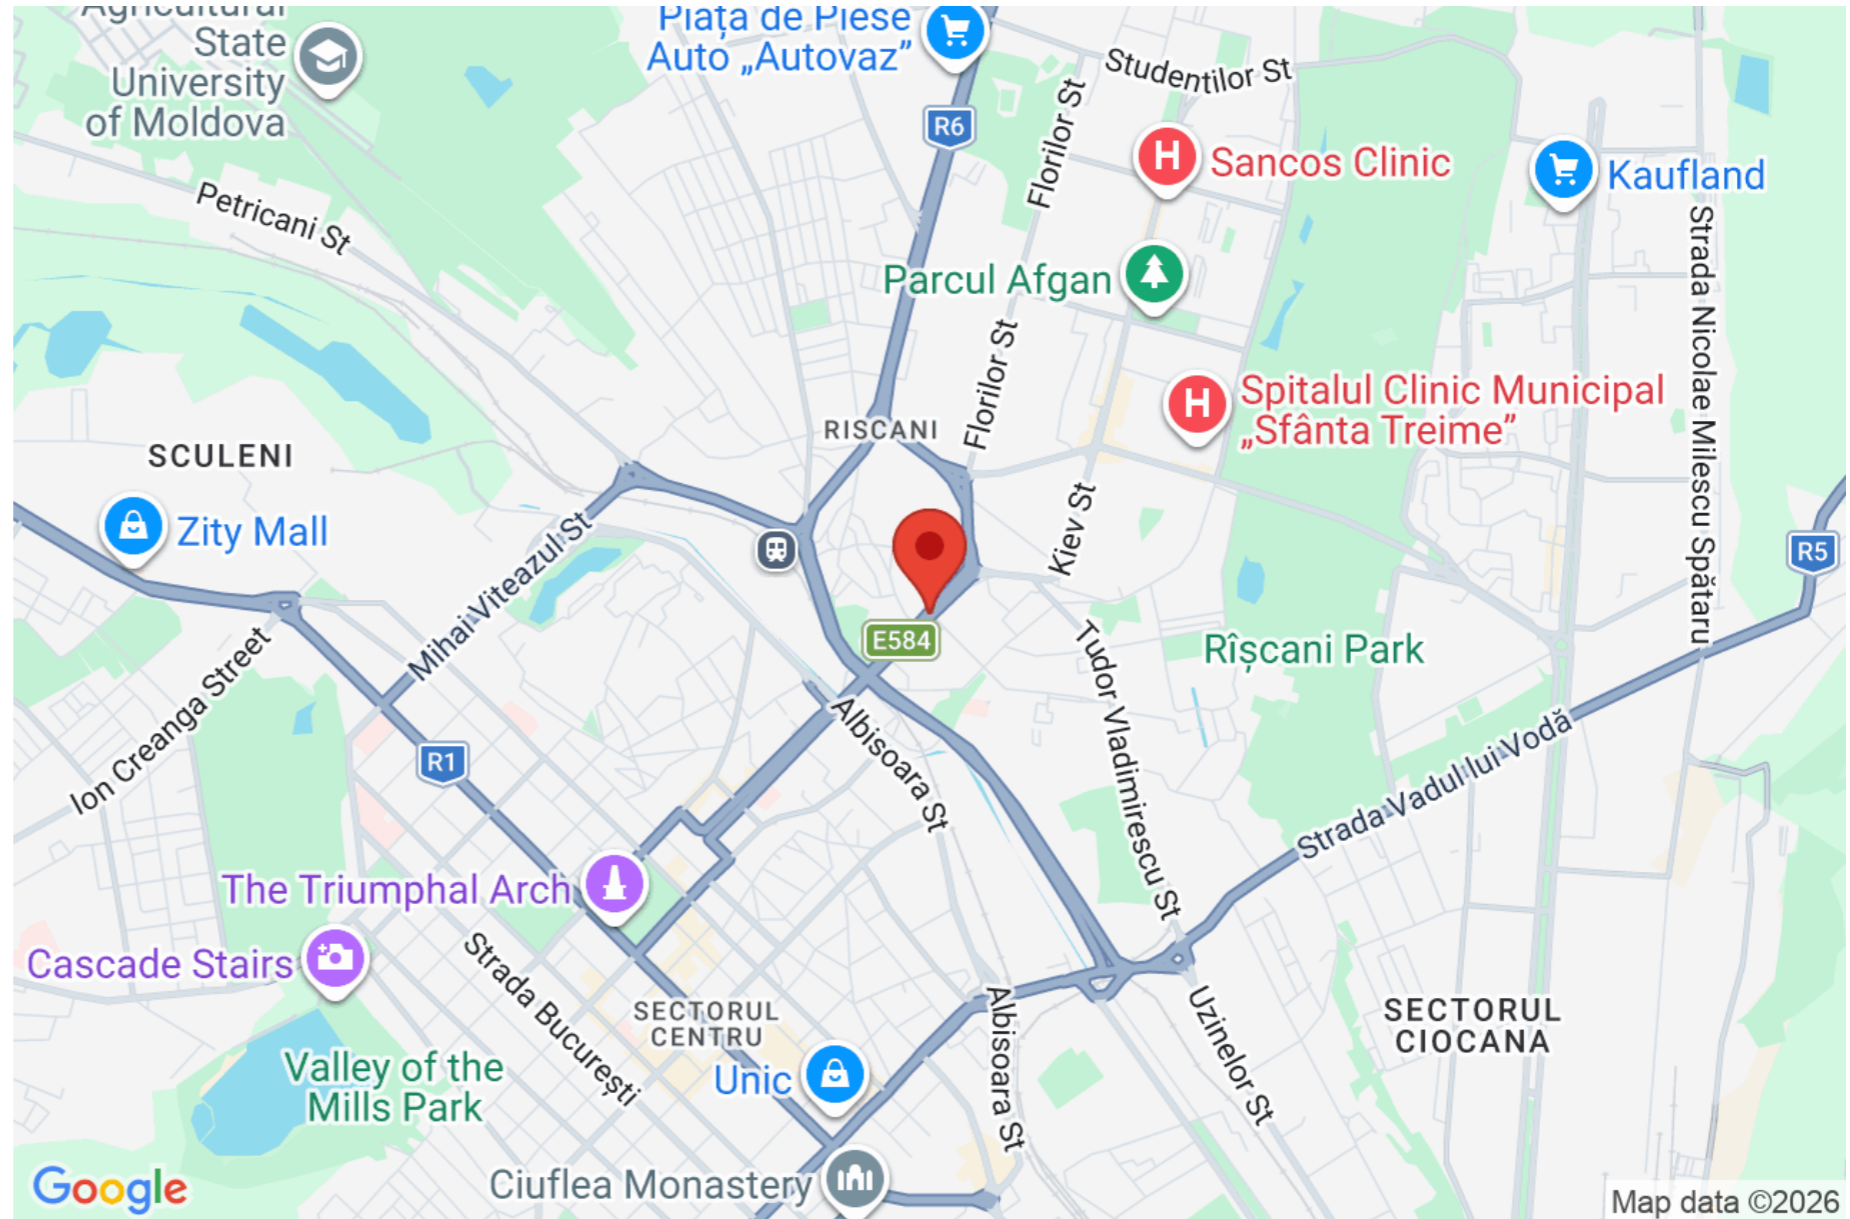 Agricultural
State
University
of Moldova
Piața de Piese
Auto „Autovaz”
R6
Studentilor St
Florilor St
Sancos Clinic
Kaufland
Petricani St
Parcul Afgan
Strada Nicolae Milescu Spătaru
Florilor St
Spitalul Clinic Municipal
„Sfânta Treime”
RISCANI
SCULENI
Zity Mall
Mihai Viteazul St
Kiev St
R5
E584
Rîșcani Park
Tudor Vladimirescu St
Ion Creanga Street
Albisoara St
R1
Strada Vadul lui Vodă
The Triumphal Arch
Cascade Stairs
Strada București
SECTORUL
CENTRU
Albisoara St
Uzinelor St
SECTORUL
CIOCANA
Valley of the
Mills Park
Unic
Ciuflea Monastery
Google
Map data ©2026